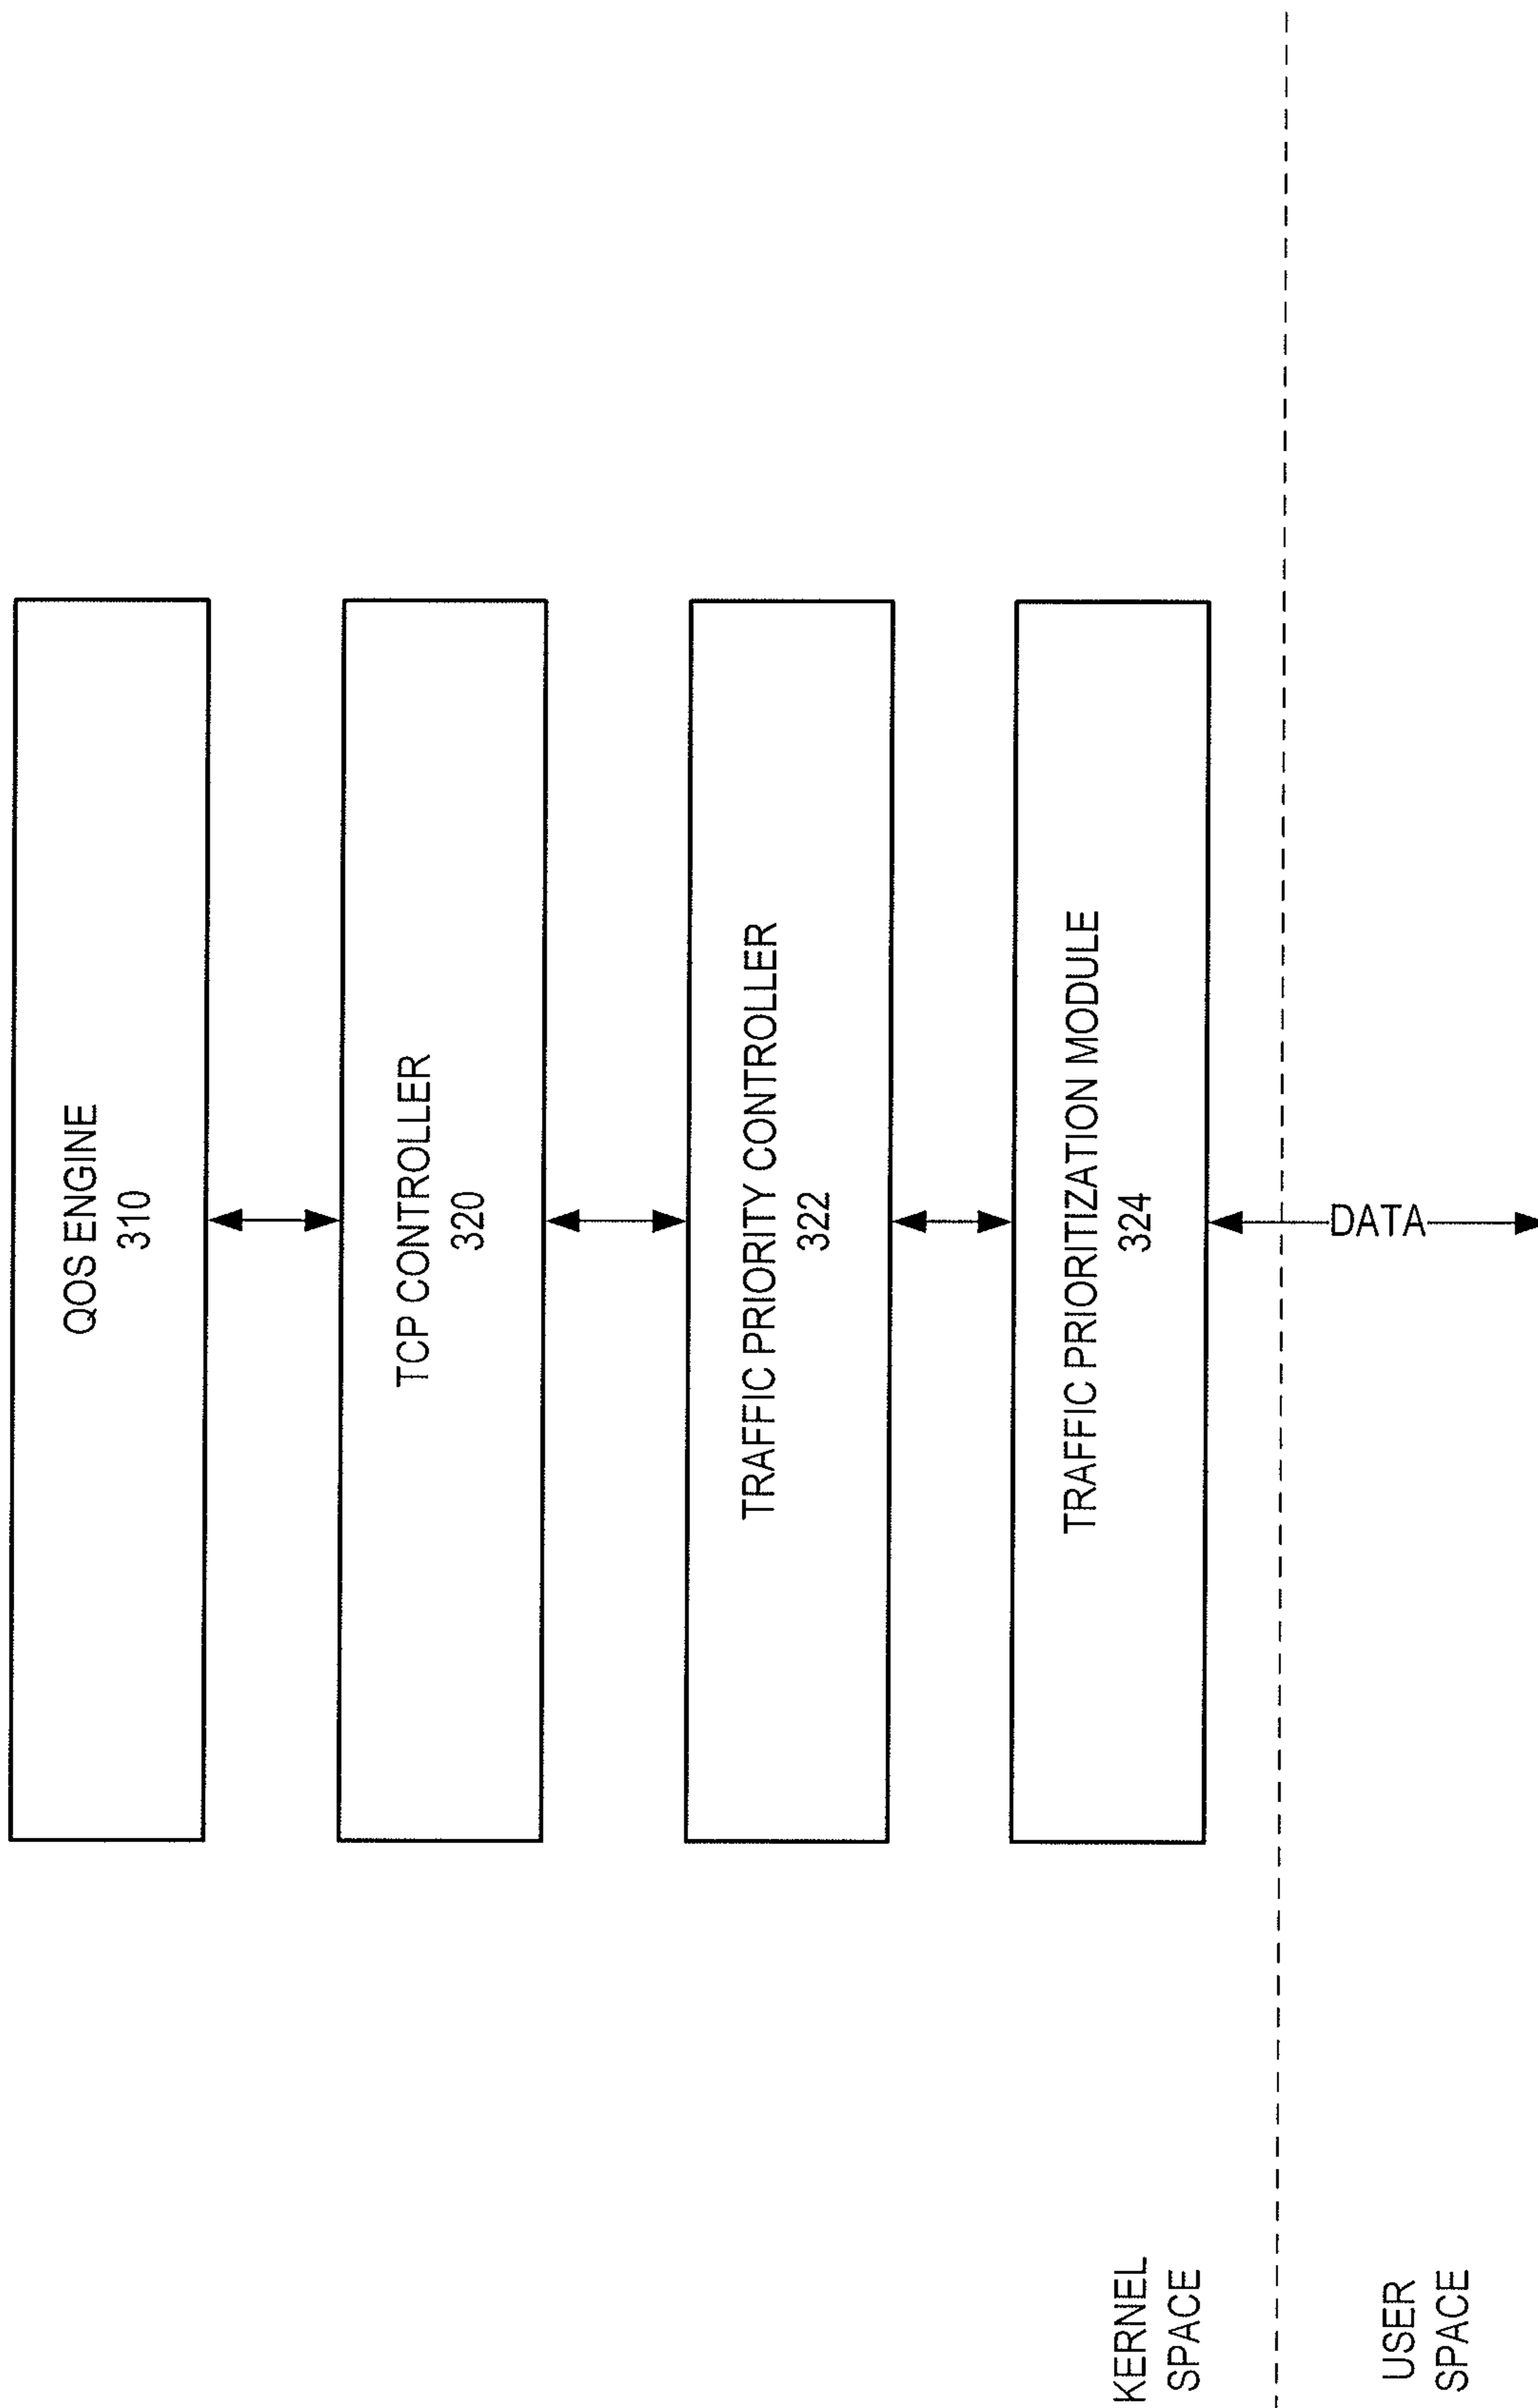 QOS ENGINE
310
TCP CONTROLLER
320
TRAFFIC PRIORITY CONTROLLER
322
TRAFFIC PRIORITIZATION MODULE
324
KERNEL
SPACE
DATA
USER
SPACE